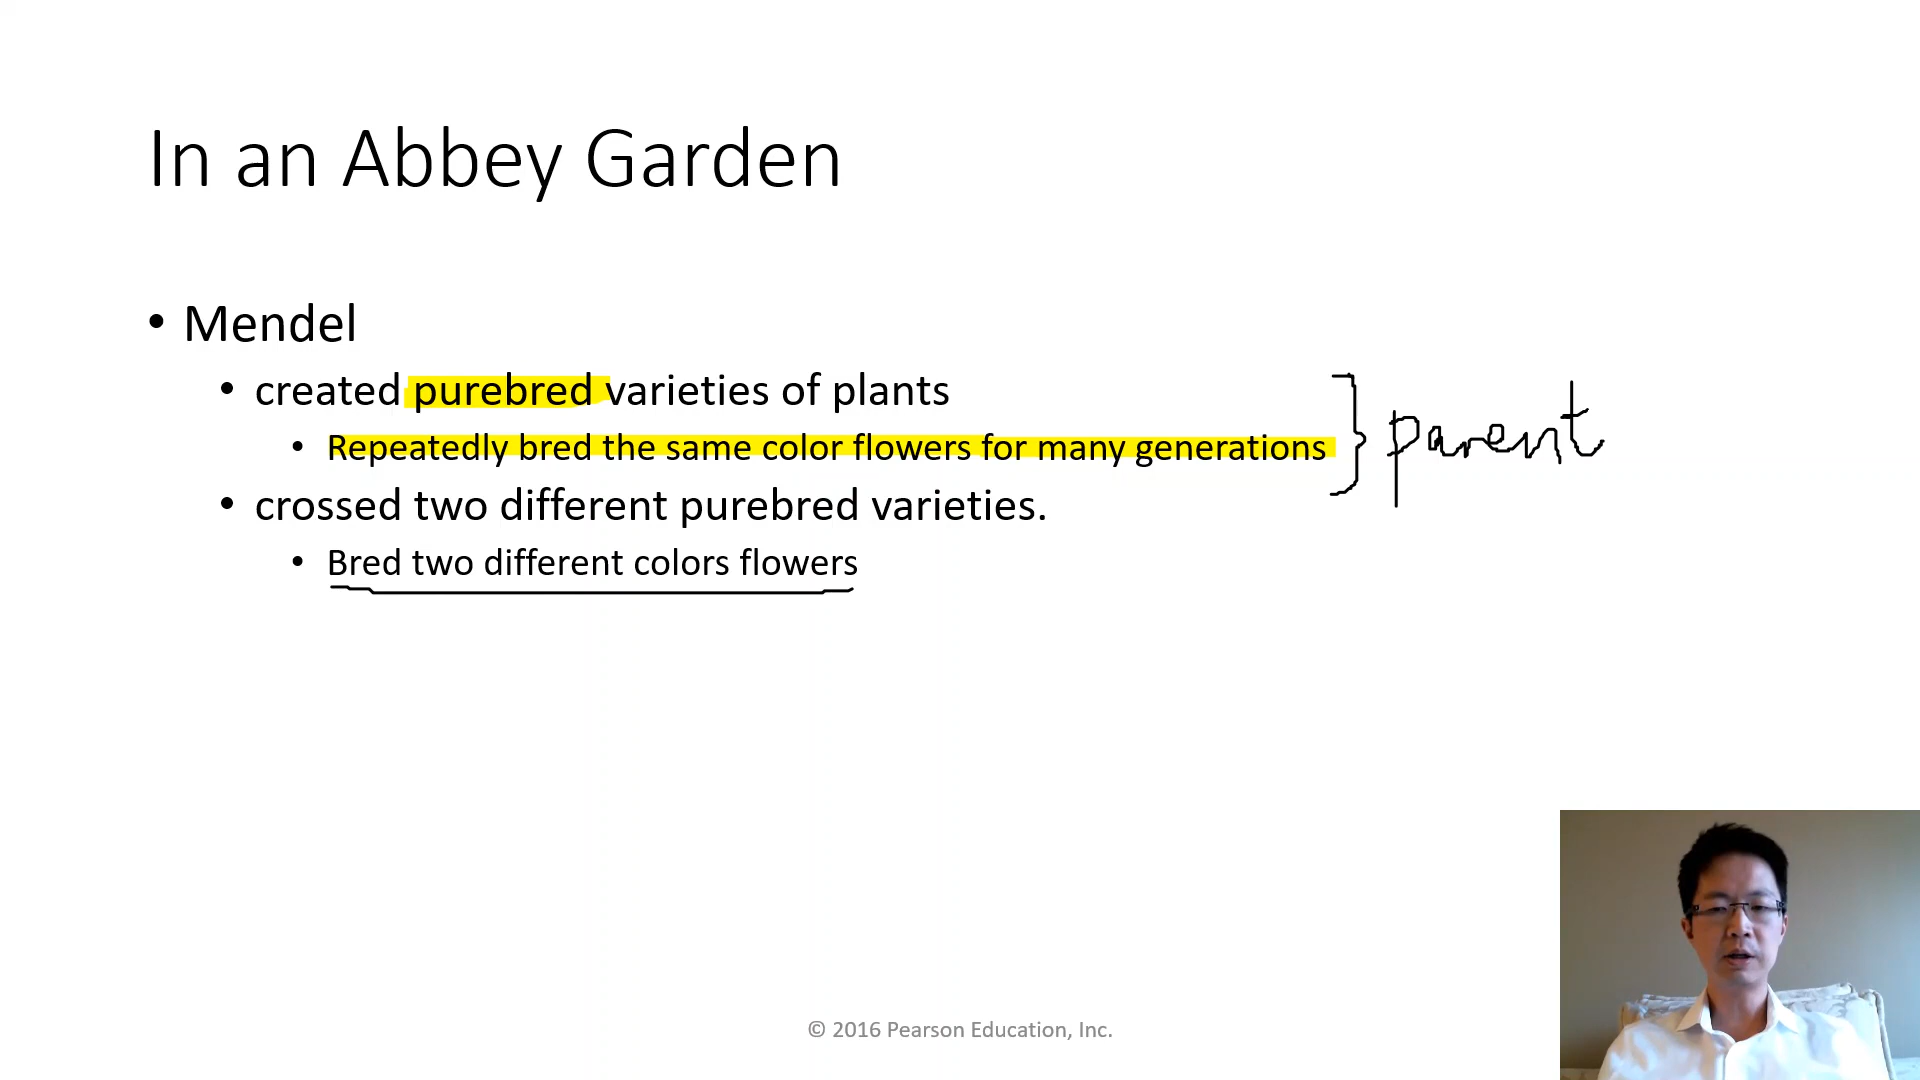 In an Abbey Garden
• Mendel
• created purebred varieties of plants
• Repeatedly bred the same color flowers for many generations
parent
• crossed two different purebred varieties.
• Bred two different colors flowers
© 2016 Pearson Education, Inc.